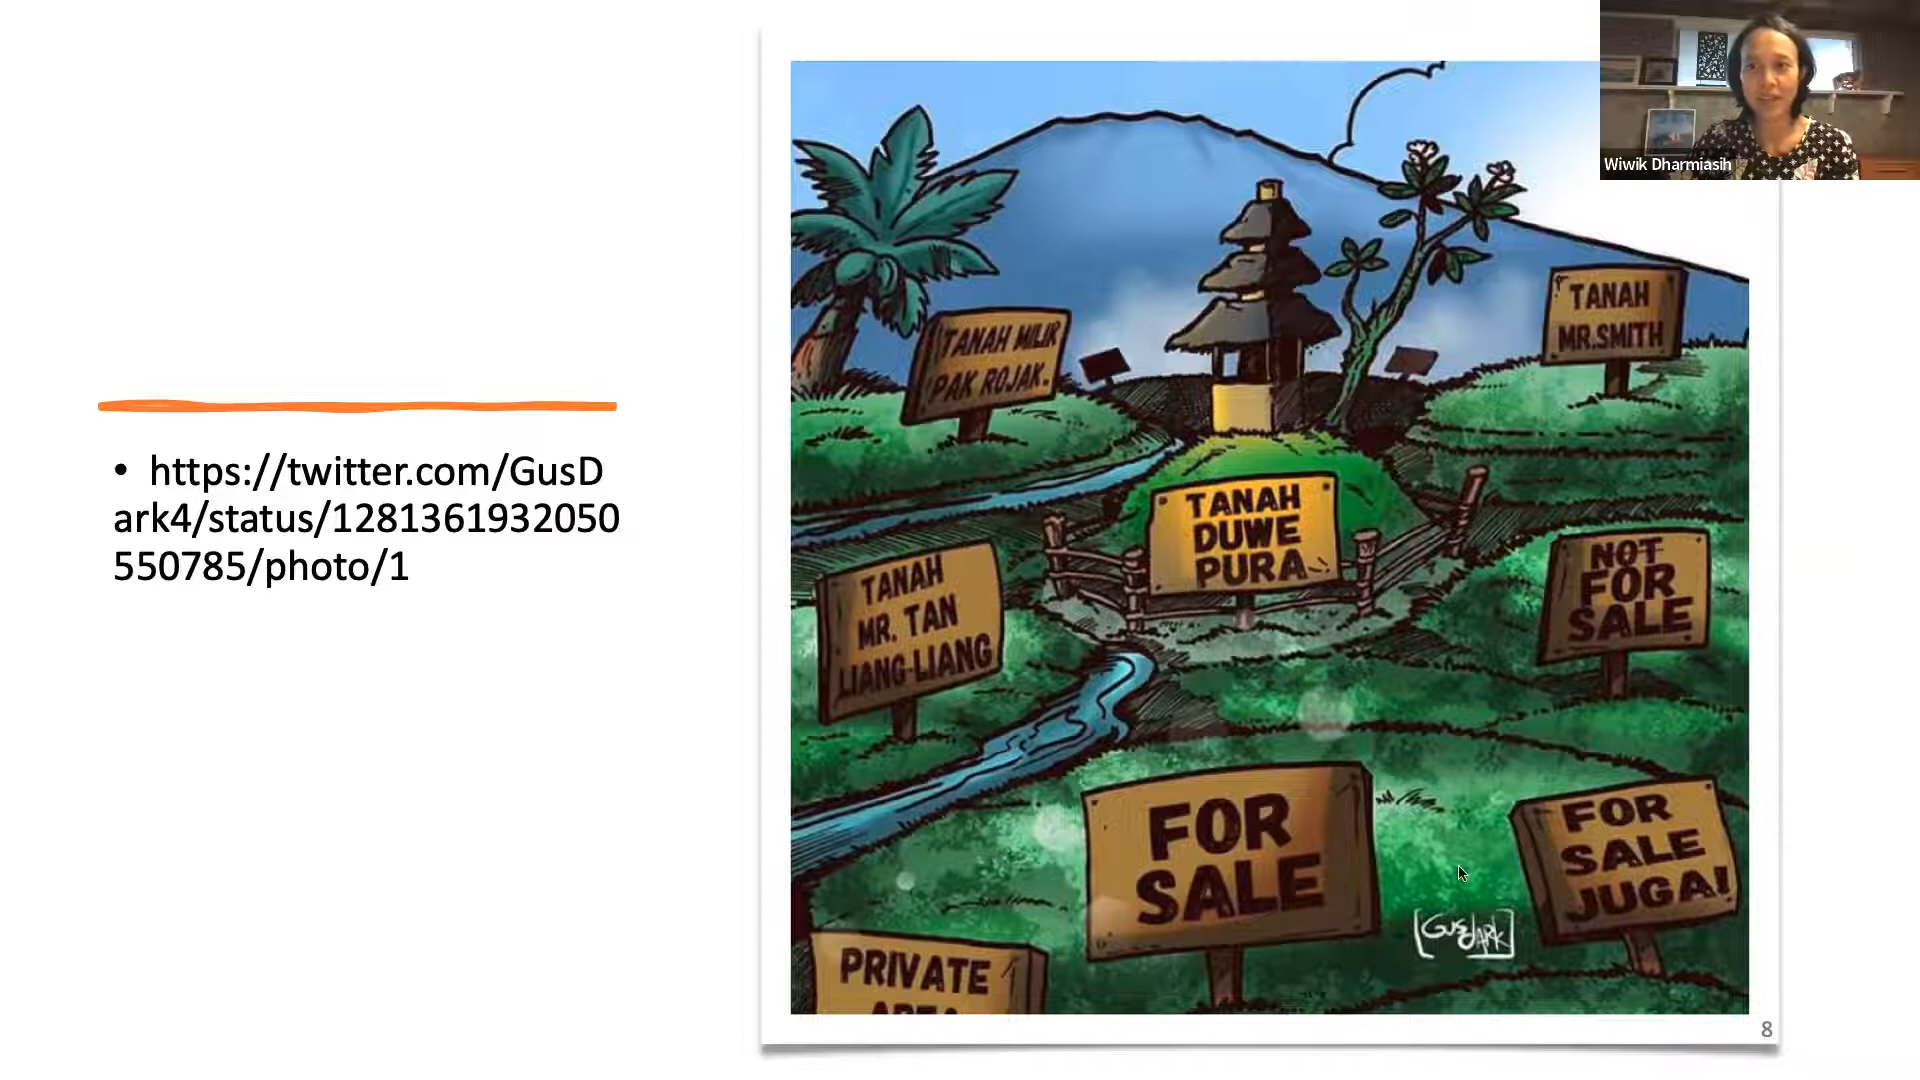 Wiwik Dharmiasih
• https://twitter.com/GusD
ark4/status/1281361932050
550785/photo/1
TANAH MILIK
PAK ROJAK.
TANAH
MR.SMITH
TANAH
DUWE
PURA
TANAH
MR. TAN
LIANG-LIANG
NOT
FOR
SALE
FOR
SALE
FOR
SALE
JUGA!
PRIVATE
AREA
[GUSDARK]
8